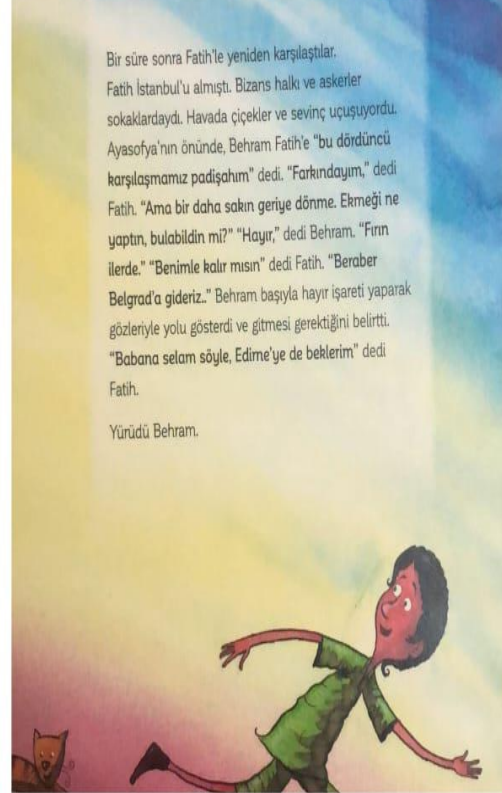 Bir süre sonra Fatih'le yeniden karşılaştılar.
Fatih İstanbul'u almıştı. Bizans halkı ve askerler
sokaklardaydı. Havada çiçekler ve sevinç uçuşuyordu.
Ayasofya'nın önünde, Behram Fatih'e "bu dördüncü
karşılaşmamız padişahım" dedi. "Farkındayım," dedi
Fatih. "Ama bir daha sakın geriye dönme. Ekmeği ne
yaptın, bulabildin mi?" "Hayır," dedi Behram. "Fırın
ilerde." "Benimle kalır mısın" dedi Fatih. "Beraber
Belgrad'a gideriz.." Behram başıyla hayır işareti yaparak
gözleriyle yolu gösterdi ve gitmesi gerektiğini belirtti.
"Babana selam söyle, Edirne'ye de beklerim" dedi
Fatih.
Yürüdü Behram.